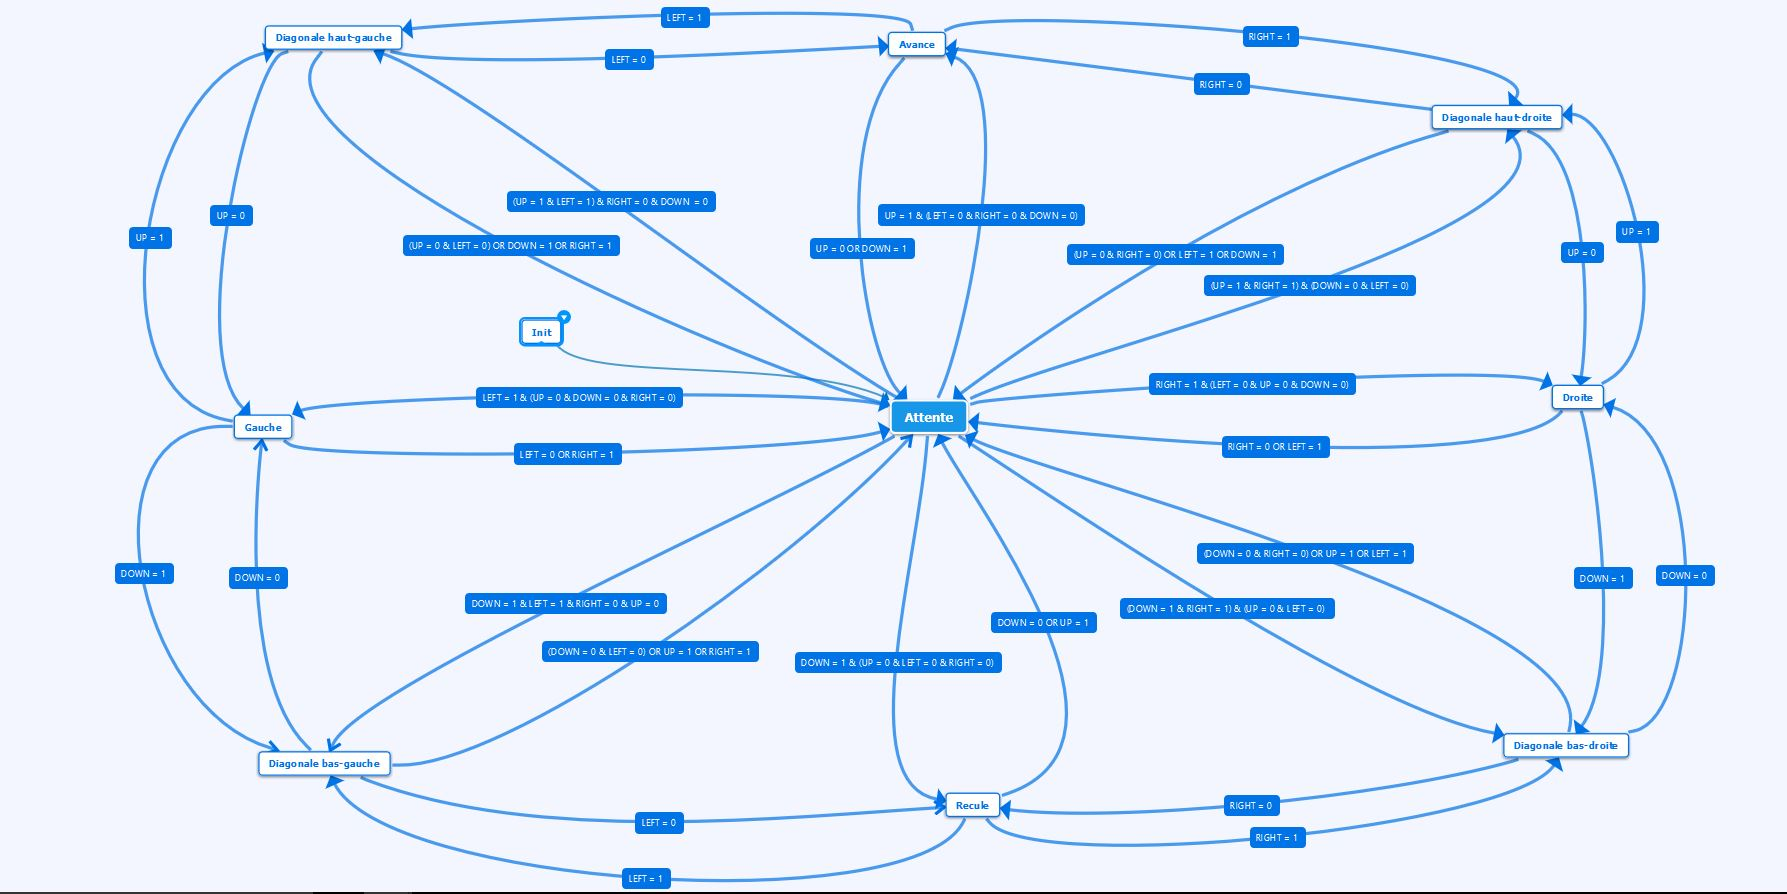 LEFT = 1
Diagonale haut-gauche
Avance
RIGHT = 1
LEFT = 0
RIGHT = 0
Diagonale haut-droite
(UP = 1 & LEFT = 1) & RIGHT = 0 & DOWN = 0
UP = 0
UP = 1 & (LEFT = 0 & RIGHT = 0 & DOWN = 0)
UP = 1
UP = 1
(UP = 0 & LEFT = 0) OR DOWN = 1 OR RIGHT = 1
UP = 0 OR DOWN = 1
(UP = 0 & RIGHT = 0) OR LEFT = 1 OR DOWN = 1
UP = 0
(UP = 1 & RIGHT = 1) & (DOWN = 0 & LEFT = 0)
Init
RIGHT = 1 & (LEFT = 0 & UP = 0 & DOWN = 0)
LEFT = 1 & (UP = 0 & DOWN = 0 & RIGHT = 0)
Droite
Attente
Gauche
RIGHT = 0 OR LEFT = 1
LEFT = 0 OR RIGHT = 1
(DOWN = 0 & RIGHT = 0) OR UP = 1 OR LEFT = 1
DOWN = 1
DOWN = 0
DOWN = 1
DOWN = 0
DOWN = 1 & LEFT = 1 & RIGHT = 0 & UP = 0
(DOWN = 1 & RIGHT = 1) & (UP = 0 & LEFT = 0)
DOWN = 0 OR UP = 1
(DOWN = 0 & LEFT = 0) OR UP = 1 OR RIGHT = 1
DOWN = 1 & (UP = 0 & LEFT = 0 & RIGHT = 0)
Diagonale bas-droite
Diagonale bas-gauche
Recule
RIGHT = 0
LEFT = 0
RIGHT = 1
LEFT = 1